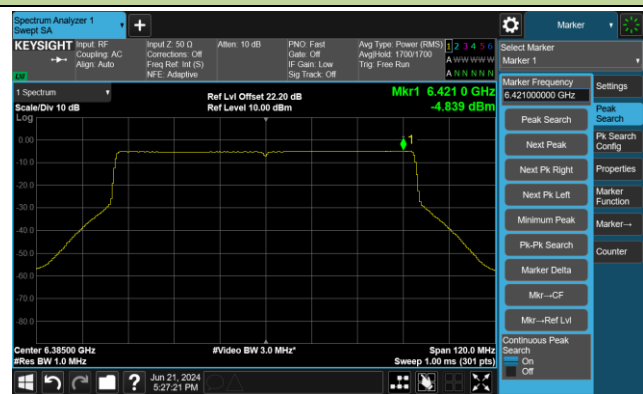 Spectrum Analyzer 1
Swept SA
Marker
KEYSIGHT
Input: RF
Coupling: AC
Align: Auto
Input Z: 50 Ω
Corrections: Off
Freq Ref: Int (S)
NFE: Adaptive
Atten: 10 dB
PNO: Fast
Gate: Off
IF Gain: Low
Sig Track: Off
Avg Type: Power (RMS)
Avg|Hold: 1700/1700
Trig: Free Run
1 2 3 4 5 6
A W W W W W
A N N N N N
LW
Select Marker
Marker 1
1 Spectrum
Scale/Div 10 dB
Log
Ref Lvl Offset 22.20 dB
Ref Level 10.00 dBm
Mkr1 6.421 0 GHz
-4.839 dBm
1
0.00
-10.0
-20.0
-30.0
-40.0
-50.0
-60.0
-70.0
-80.0
Center 6.38500 GHz
#Res BW 1.0 MHz
#Video BW 3.0 MHz*
Span 120.0 MHz
Sweep 1.00 ms (301 pts)
Marker Frequency
6.421000000 GHz
Peak Search
Next Peak
Next Pk Right
Next Pk Left
Minimum Peak
Pk-Pk Search
Marker Delta
Mkr→CF
Mkr→Ref Lvl
Continuous Peak
Search
On
Off
Settings
Peak
Search
Pk Search
Config
Properties
Marker
Function
Marker→
Counter
?
Jun 21, 2024
5:27:21 PM